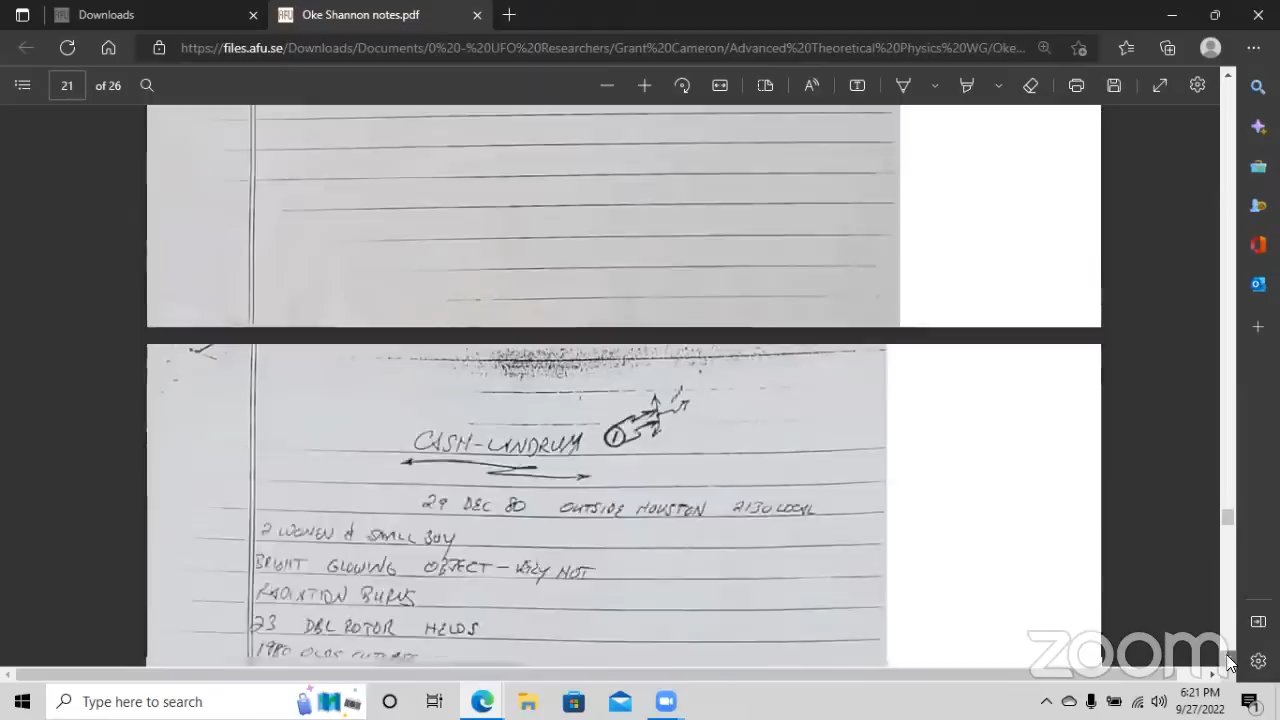 Downloads
Oke Shannon notes.pdf
https://files.afu.se/Downloads/Documents/0%20-%20UFO%20Researchers/Grant%20Cameron/Advanced%20Theoretical%20Physics%20WG/Oke...
21 of 26
CASH-LANDRUM
29 DEC 80 OUTSIDE HOUSTON 2130 LOCAL
2 WOMEN & SMALL BOY
BRIGHT GLOWING OBJECT - VERY HOT
RADIATION BURNS
23 DBL ROTOR HELOS
1980 OLDS CUTLASS
zoom
Type here to search
6:21 PM
9/27/2022